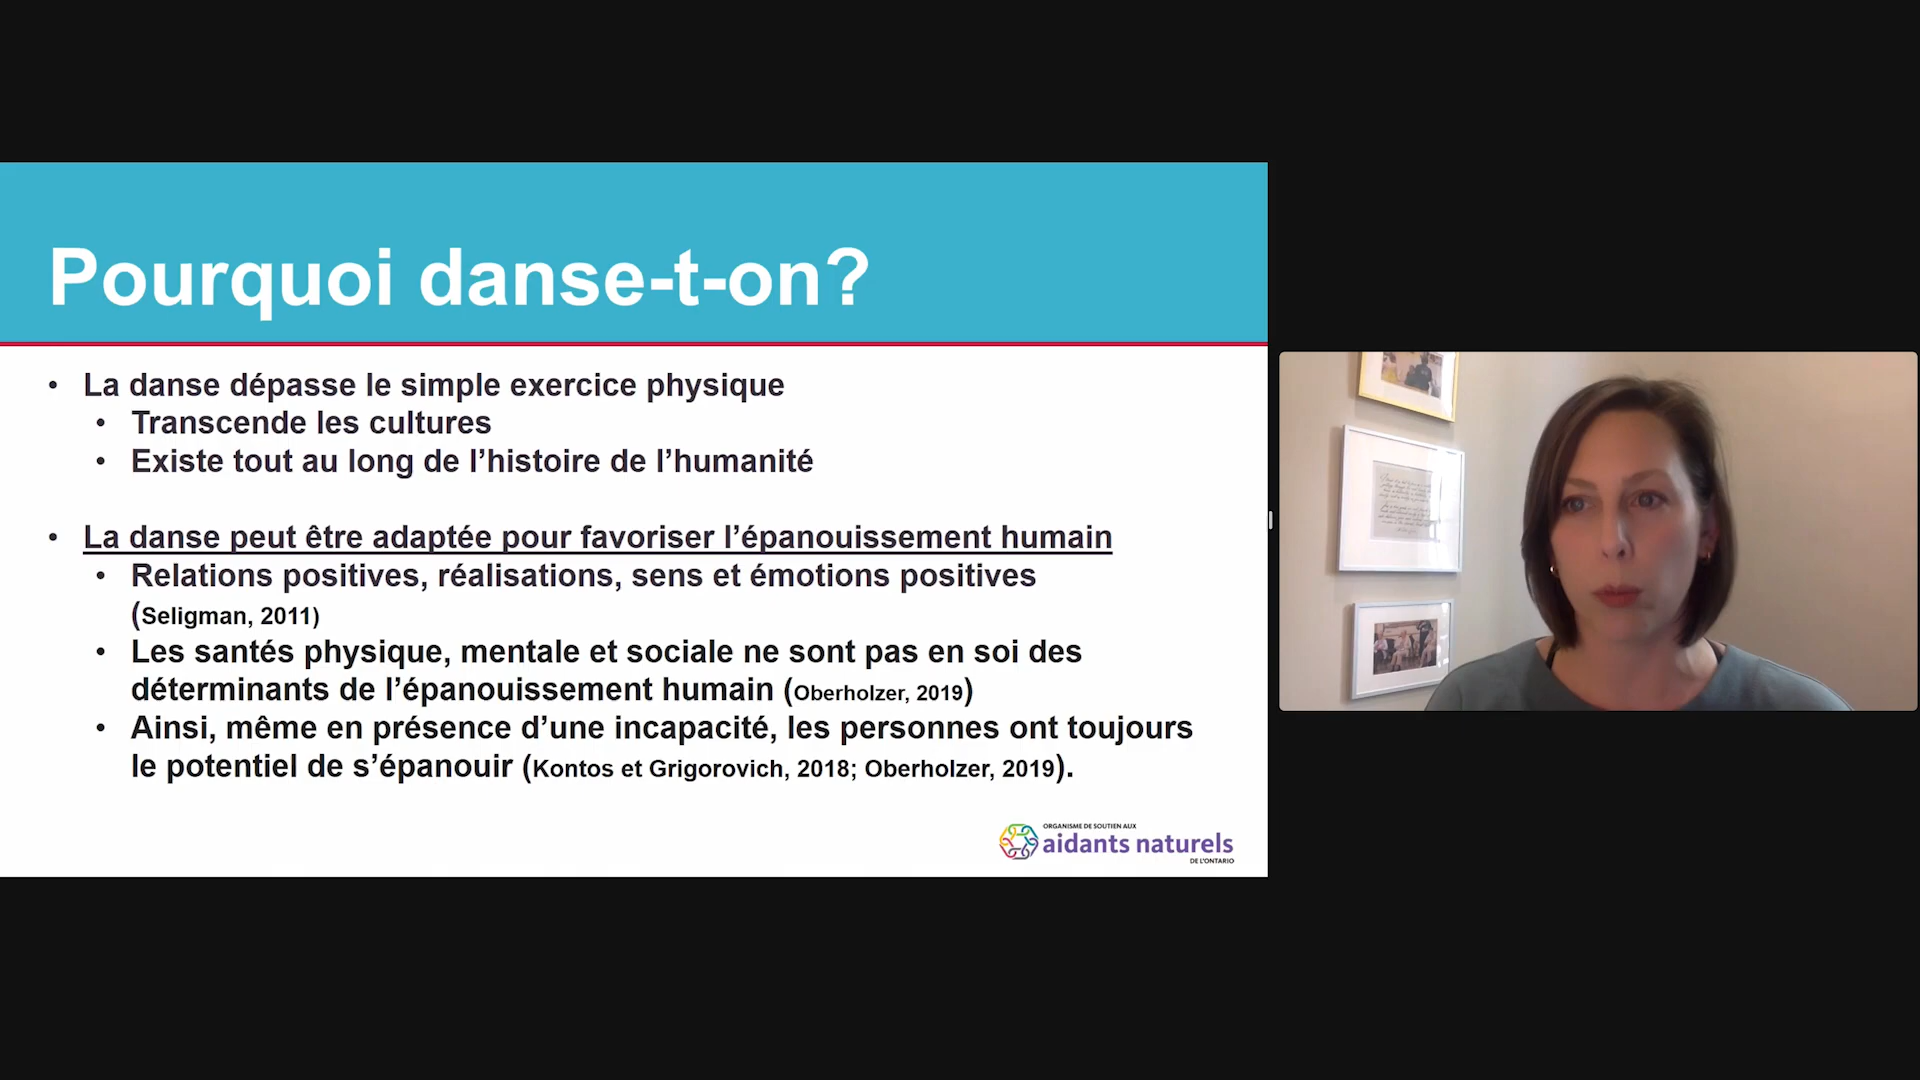 Pourquoi danse-t-on?
• La danse dépasse le simple exercice physique
• Transcende les cultures
• Existe tout au long de l’histoire de l’humanité
• La danse peut être adaptée pour favoriser l’épanouissement humain
• Relations positives, réalisations, sens et émotions positives
(Seligman, 2011)
• Les santés physique, mentale et sociale ne sont pas en soi des
déterminants de l’épanouissement humain (Oberholzer, 2019)
• Ainsi, même en présence d’une incapacité, les personnes ont toujours
le potentiel de s’épanouir (Kontos et Grigorovich, 2018; Oberholzer, 2019).
ORGANISME DE SOUTIEN AUX
aidants naturels
DE L’ONTARIO